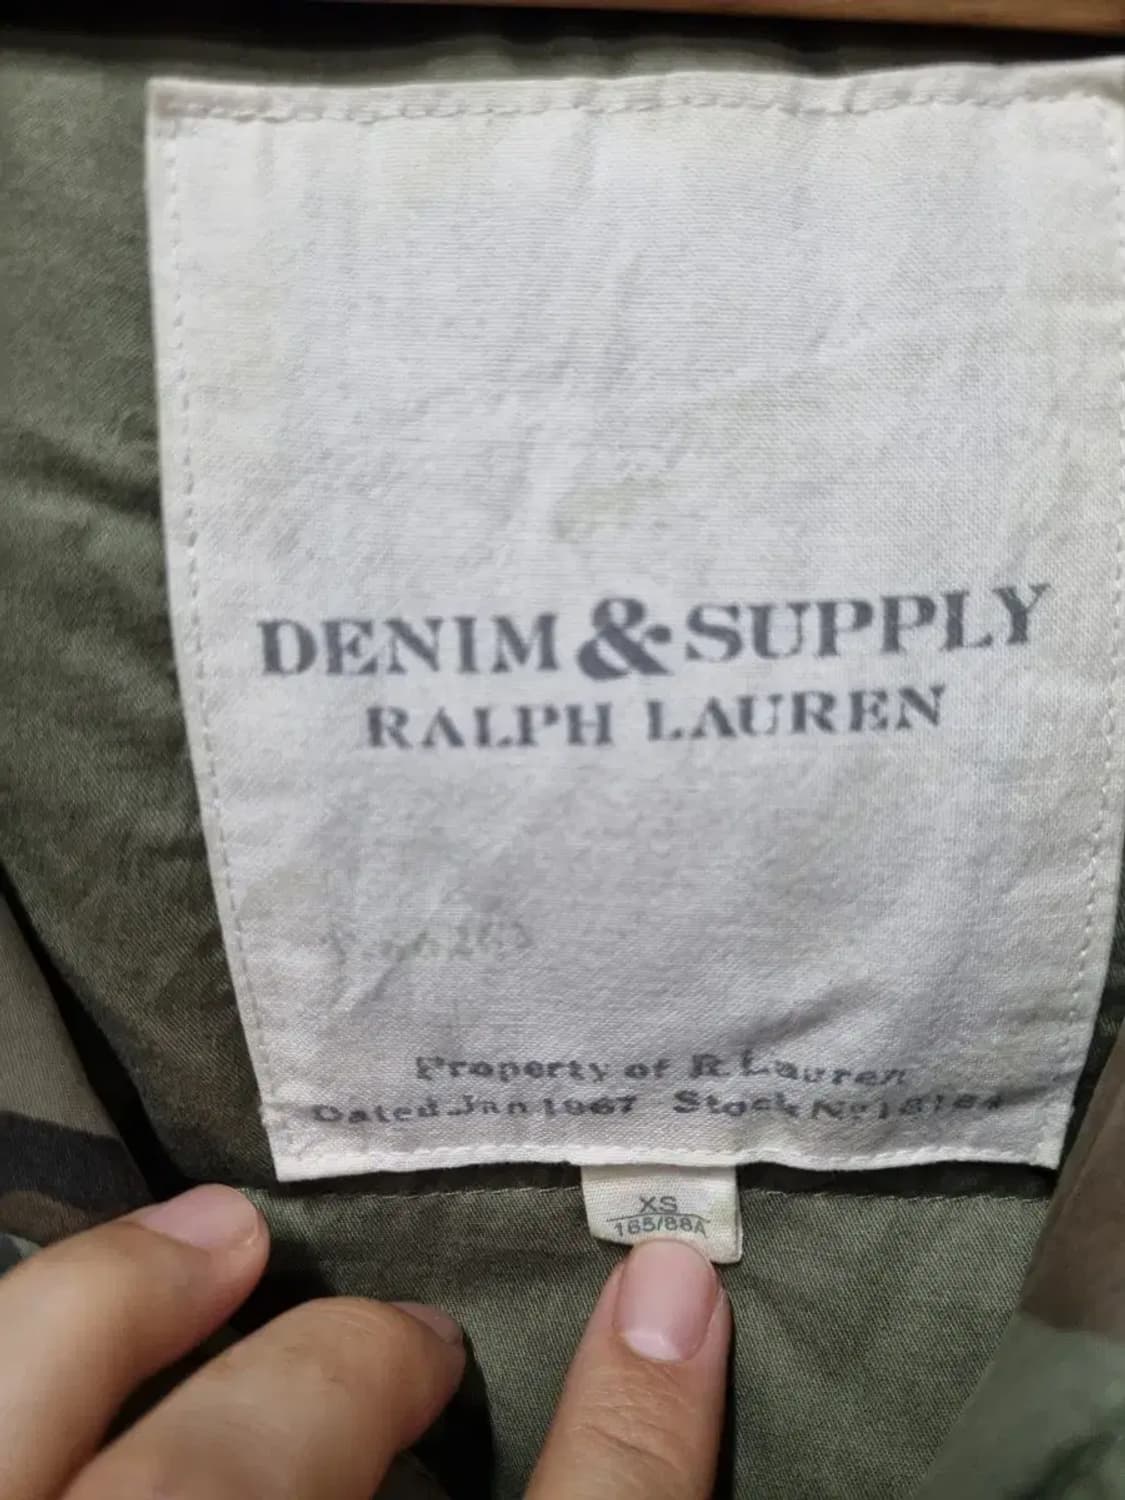 DENIM & SUPPLY
RALPH LAUREN
Property of R. Lauren
Dated Jan 1967 Stock No
XS
165/88A